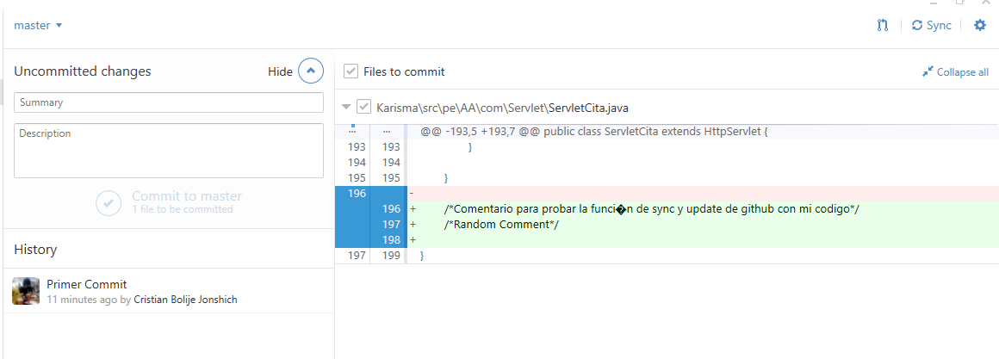 master
Sync
Uncommitted changes
Hide
Summary
Description
Commit to master
1 file to be committed
History
Primer Commit
11 minutes ago by Cristian Bolije Jonshich
Files to commit
Collapse all
Karisma\src\pe\AA\com\Servlet\ServletCita.java
... ... @@ -193,5 +193,7 @@ public class ServletCita extends HttpServlet {
193 193 }
194 194
195 195 }
196 -
196 + /*Comentario para probar la funci�n de sync y update de github con mi codigo*/
197 + /*Random Comment*/
198 +
197 199 }